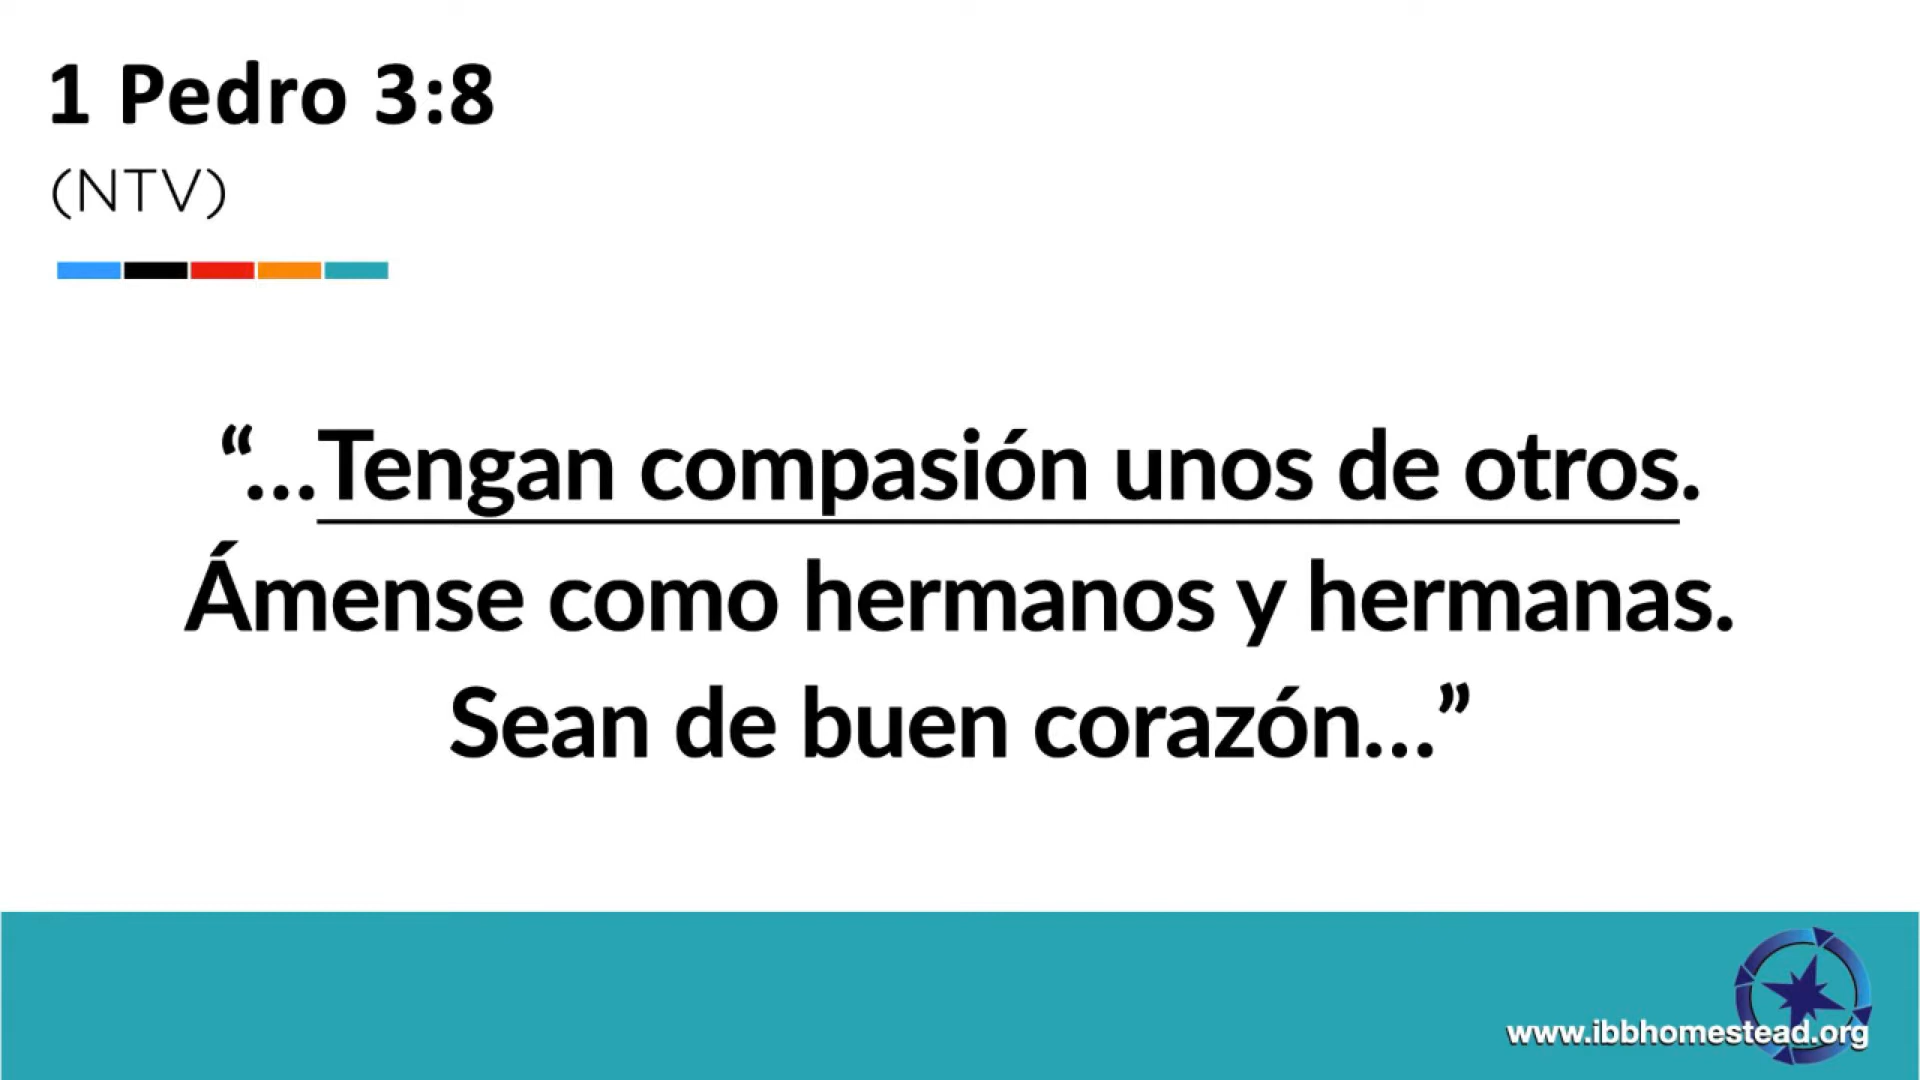 1 Pedro 3:8
(NTV)
“...Tengan compasión unos de otros.
Ámense como hermanos y hermanas.
Sean de buen corazón...”
www.ibbhomestead.org